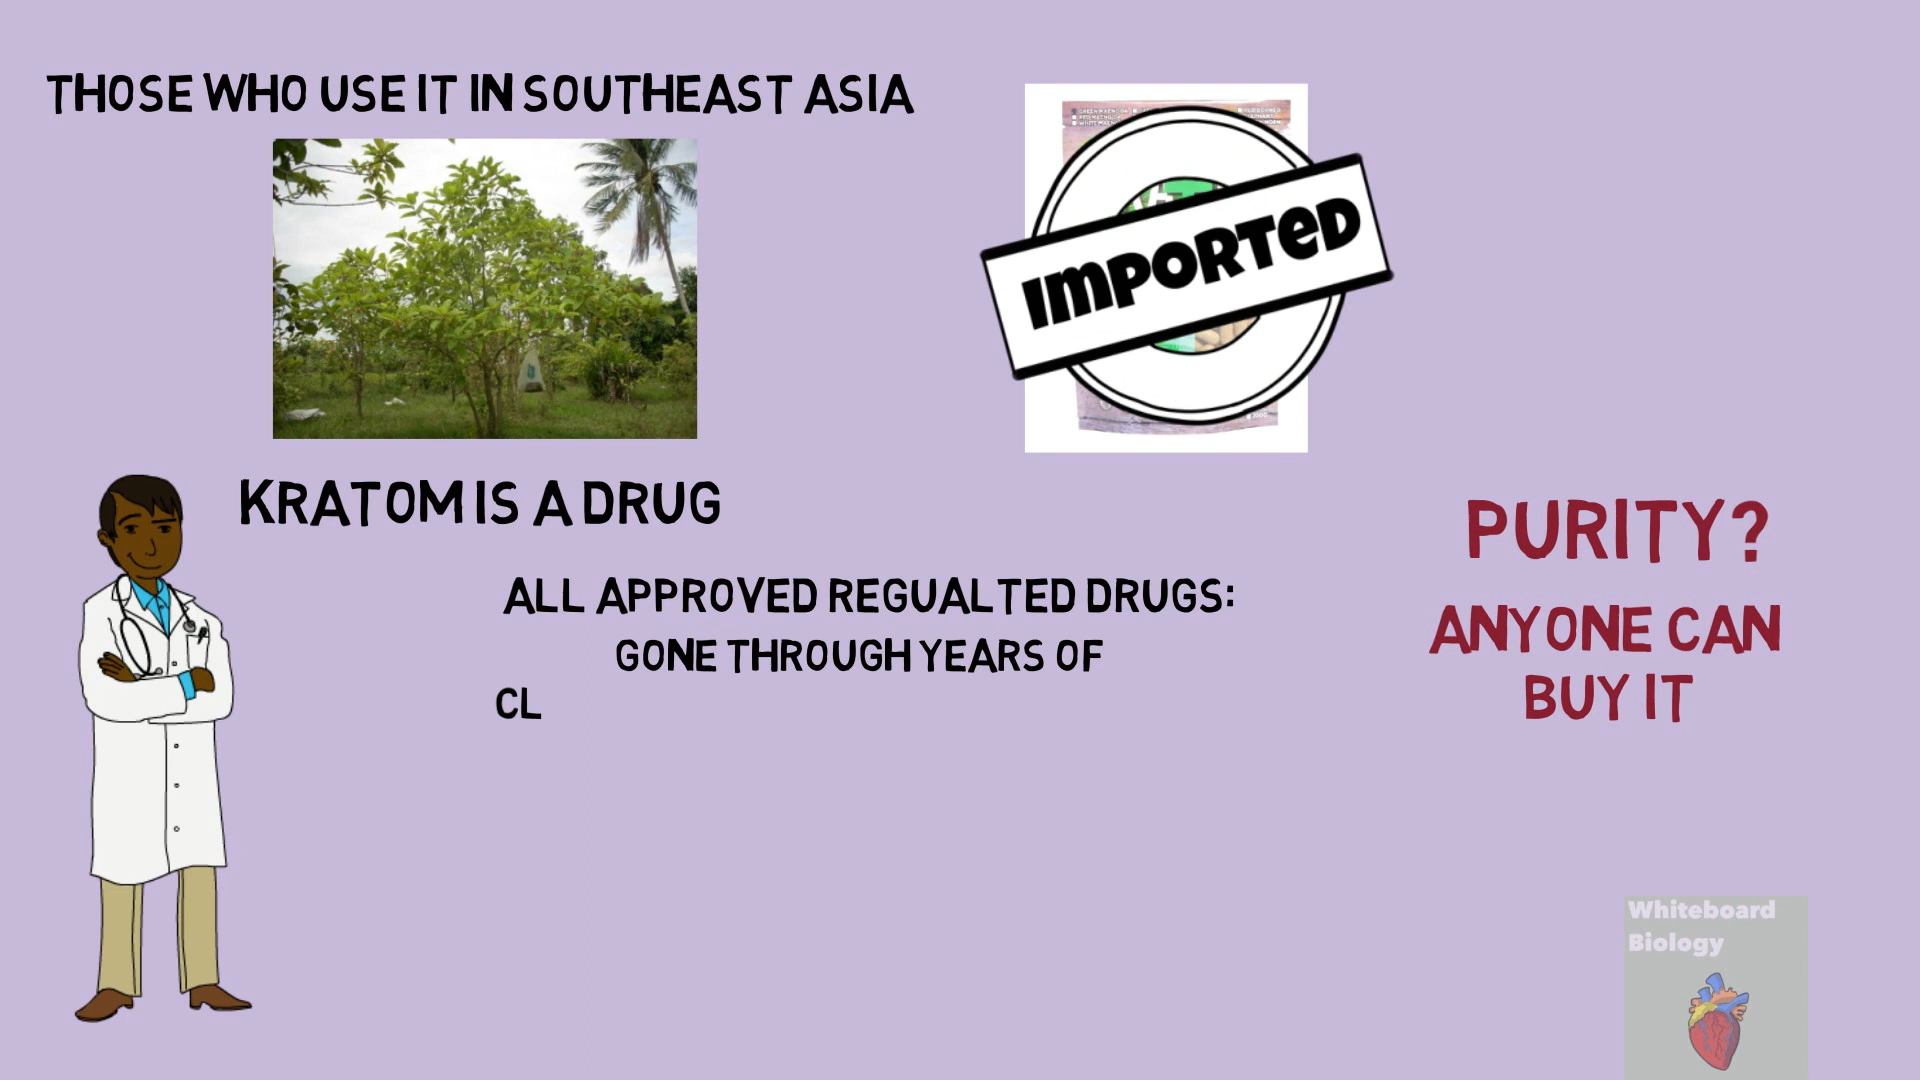 THOSE WHO USE IT IN SOUTHEAST ASIA
IMPORTED
KRATOM IS A DRUG
PURITY?
ALL APPROVED REGUALTED DRUGS:
ANYONE CAN
GONE THROUGH YEARS OF
BUY IT
CL
Whiteboard
Biology